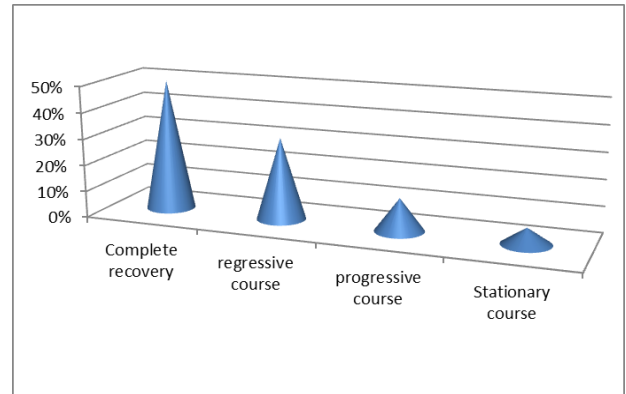 50%
40%
30%
20%
10%
0%
Complete
recovery
regressive
course
progressive
course
Stationary
course